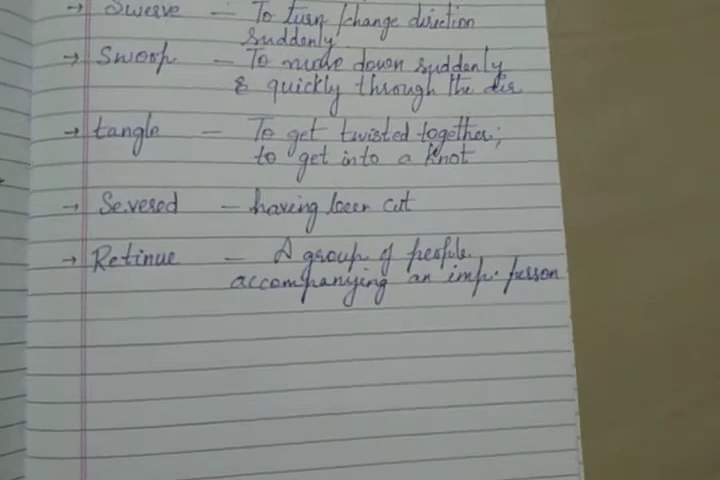 → Swerve - To turn/change direction
suddenly
→ Swoop - To move down suddenly
& quickly through the air
→ tangle - To get twisted together;
to get into a knot
→ Severed - having been cut
→ Retinue - A group of people
accompanying an imp. person